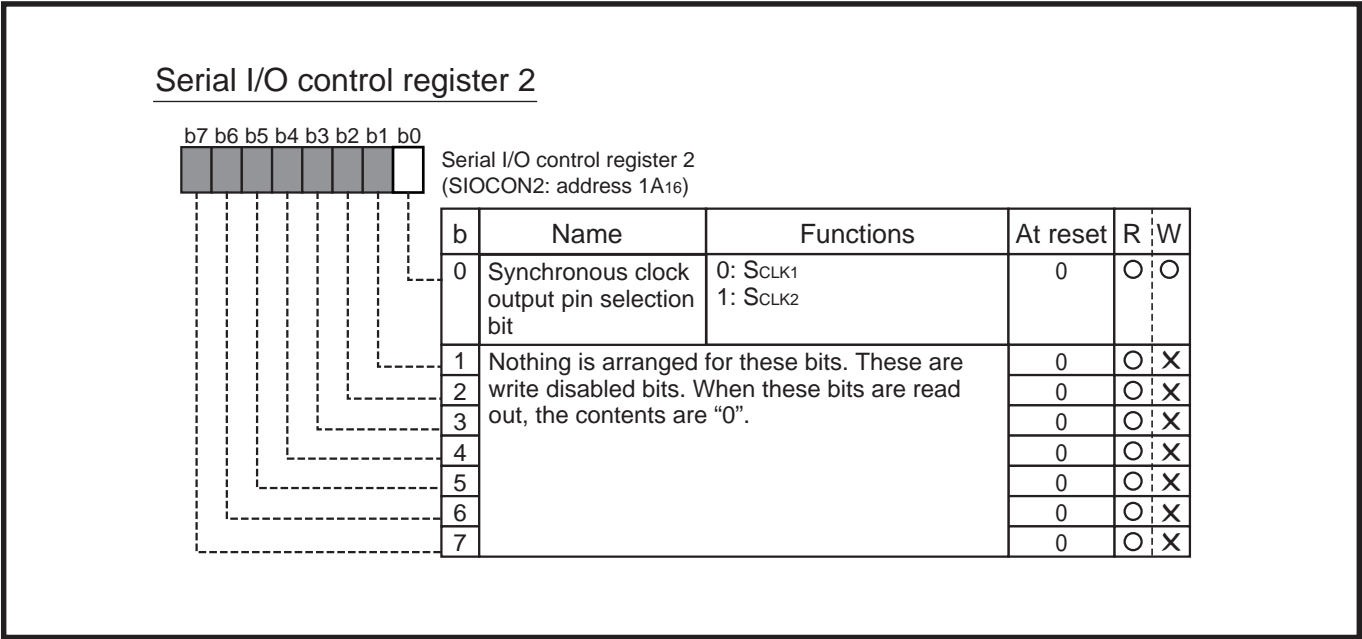 Serial I/O control register 2
b7 b6 b5 b4 b3 b2 b1 b0
Serial I/O control register 2
(SIOCON2: address 1A16)
b Name Functions At reset R W
0 Synchronous clock 0: SCLK1 0 O O
output pin selection 1: SCLK2
bit
1 Nothing is arranged for these bits. These are 0 O X
2 write disabled bits. When these bits are read 0 O X
3 out, the contents are “0”. 0 O X
4 0 O X
5 0 O X
6 0 O X
7 0 O X